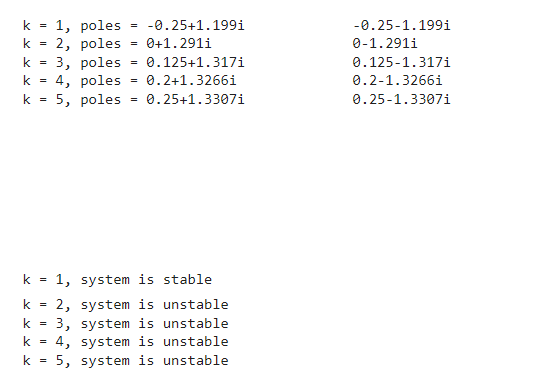 k = 1, poles = -0.25+1.199i -0.25-1.199i
k = 2, poles = 0+1.291i 0-1.291i
k = 3, poles = 0.125+1.317i 0.125-1.317i
k = 4, poles = 0.2+1.3266i 0.2-1.3266i
k = 5, poles = 0.25+1.3307i 0.25-1.3307i
k = 1, system is stable
k = 2, system is unstable
k = 3, system is unstable
k = 4, system is unstable
k = 5, system is unstable